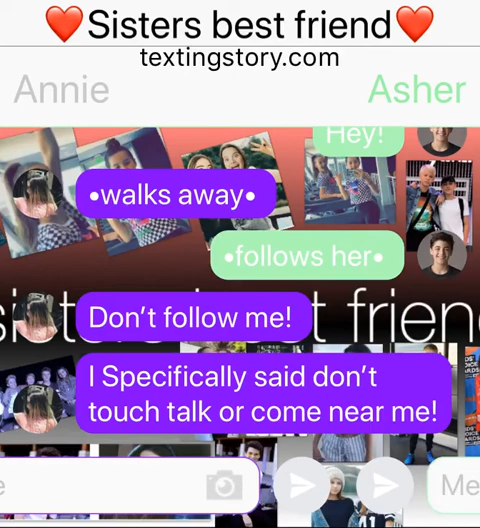 ❤️Sisters best friend❤️
textingstory.com
Annie Asher
Hey!
•walks away•
•follows her•
Don't follow me!
I Specifically said don't
touch talk or come near me!
Me